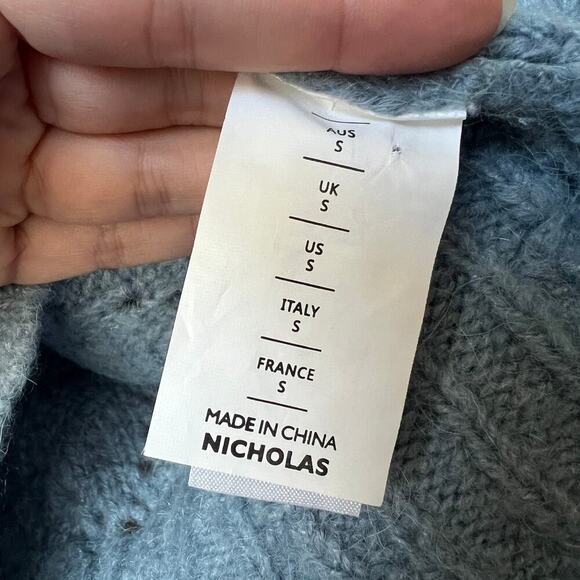 AUS
S
UK
S
US
S
ITALY
S
FRANCE
S
MADE IN CHINA
NICHOLAS